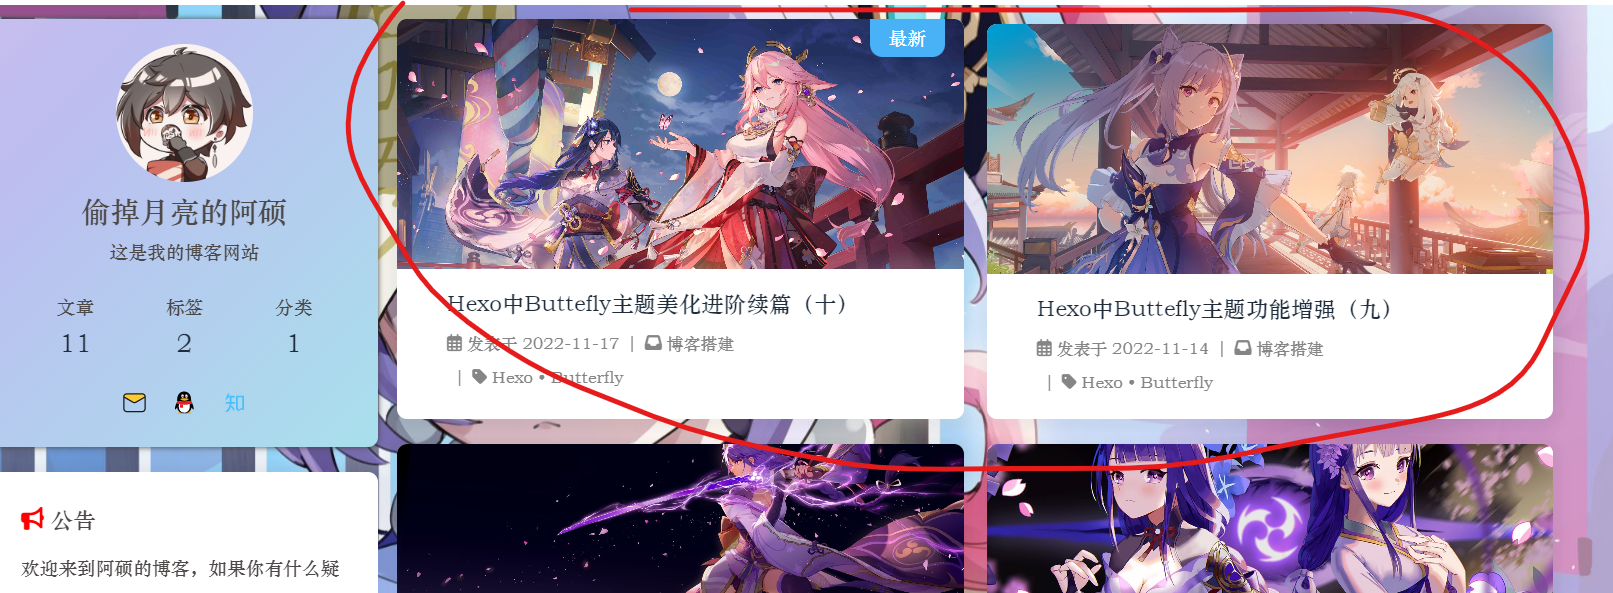 偷掉月亮的阿硕
这是我的博客网站
文章 标签 分类
11 2 1
知
公告
欢迎来到阿硕的博客，如果你有什么疑
最新
Hexo中Buttefly主题美化进阶续篇（十）
发表于 2022-11-17 | 博客搭建
| Hexo • Butterfly
Hexo中Buttefly主题功能增强（九）
发表于 2022-11-14 | 博客搭建
| Hexo • Butterfly